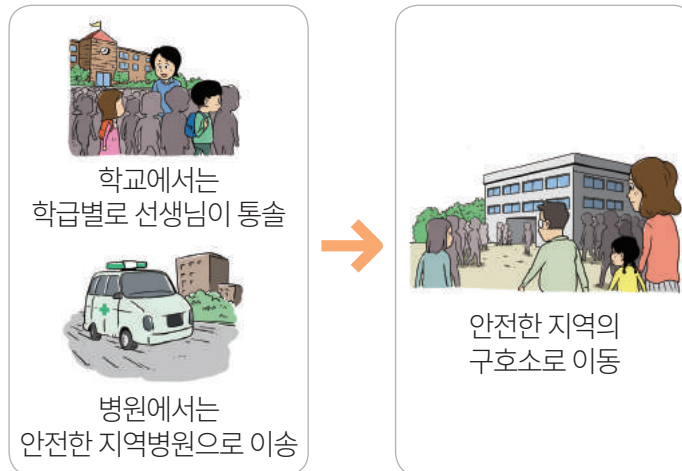 학교에서는
학급별로 선생님이 통솔
병원에서는
안전한 지역병원으로 이송
안전한 지역의
구호소로 이동